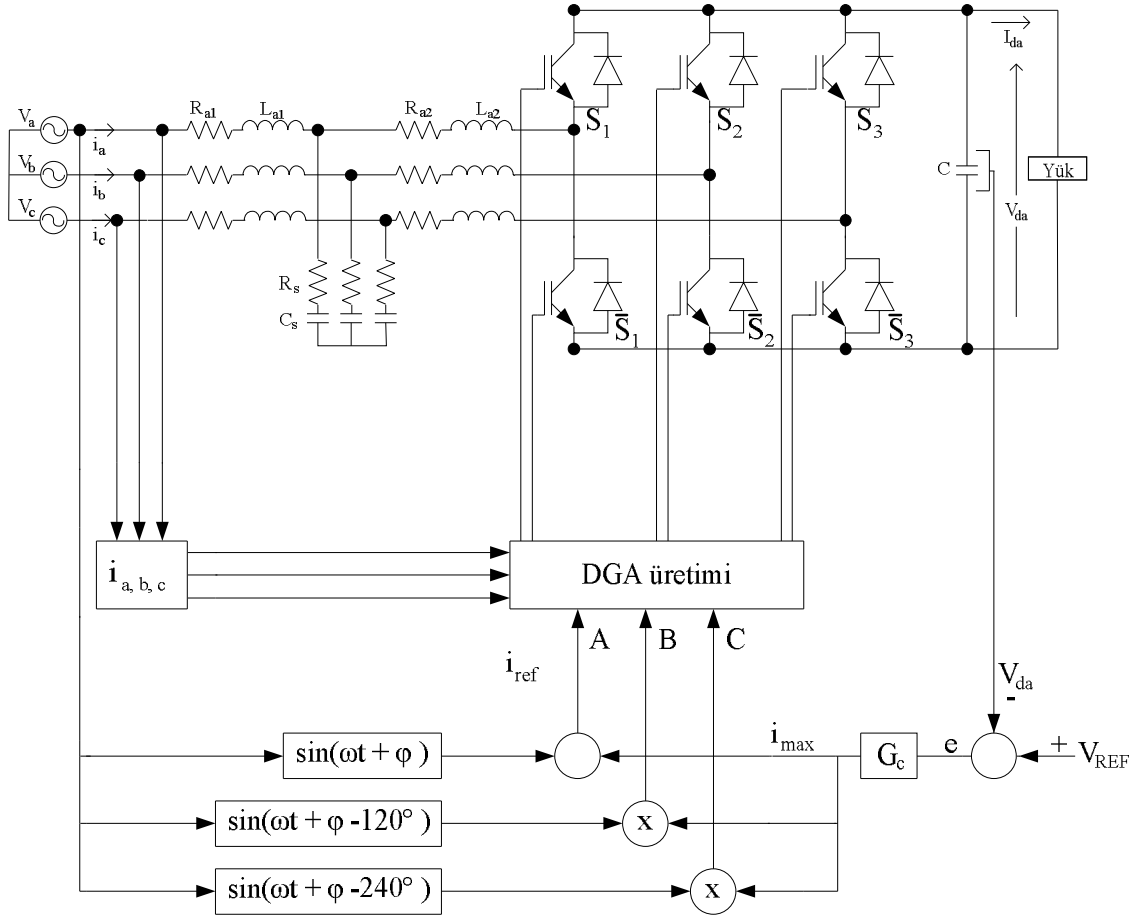 I_da
R_a1 L_a1 R_a2 L_a2
S_1 S_2 S_3
V_a
i_a
V_b
i_b
V_c
i_c
C
V_da
Yük
R_s
C_s
S̅_1 S̅_2 S̅_3
i_a, b, c
DGA üretimi
A B C
i_ref
V_da
-
i_max
sin(ωt + φ)
G_c
e
+
V_REF
sin(ωt + φ -120° )
x
sin(ωt + φ -240° )
x